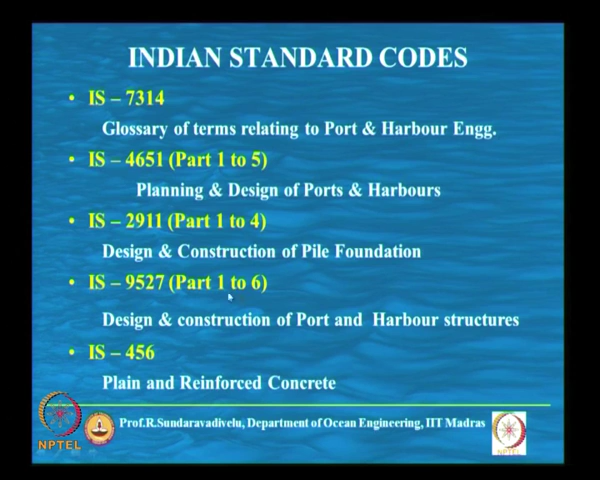 INDIAN STANDARD CODES
• IS – 7314
Glossary of terms relating to Port & Harbour Engg.
• IS – 4651 (Part 1 to 5)
Planning & Design of Ports & Harbours
• IS – 2911 (Part 1 to 4)
Design & Construction of Pile Foundation
• IS – 9527 (Part 1 to 6)
Design & construction of Port and Harbour structures
• IS – 456
Plain and Reinforced Concrete
Prof.R.Sundaravadivelu, Department of Ocean Engineering, IIT Madras
NPTEL
NPTEL